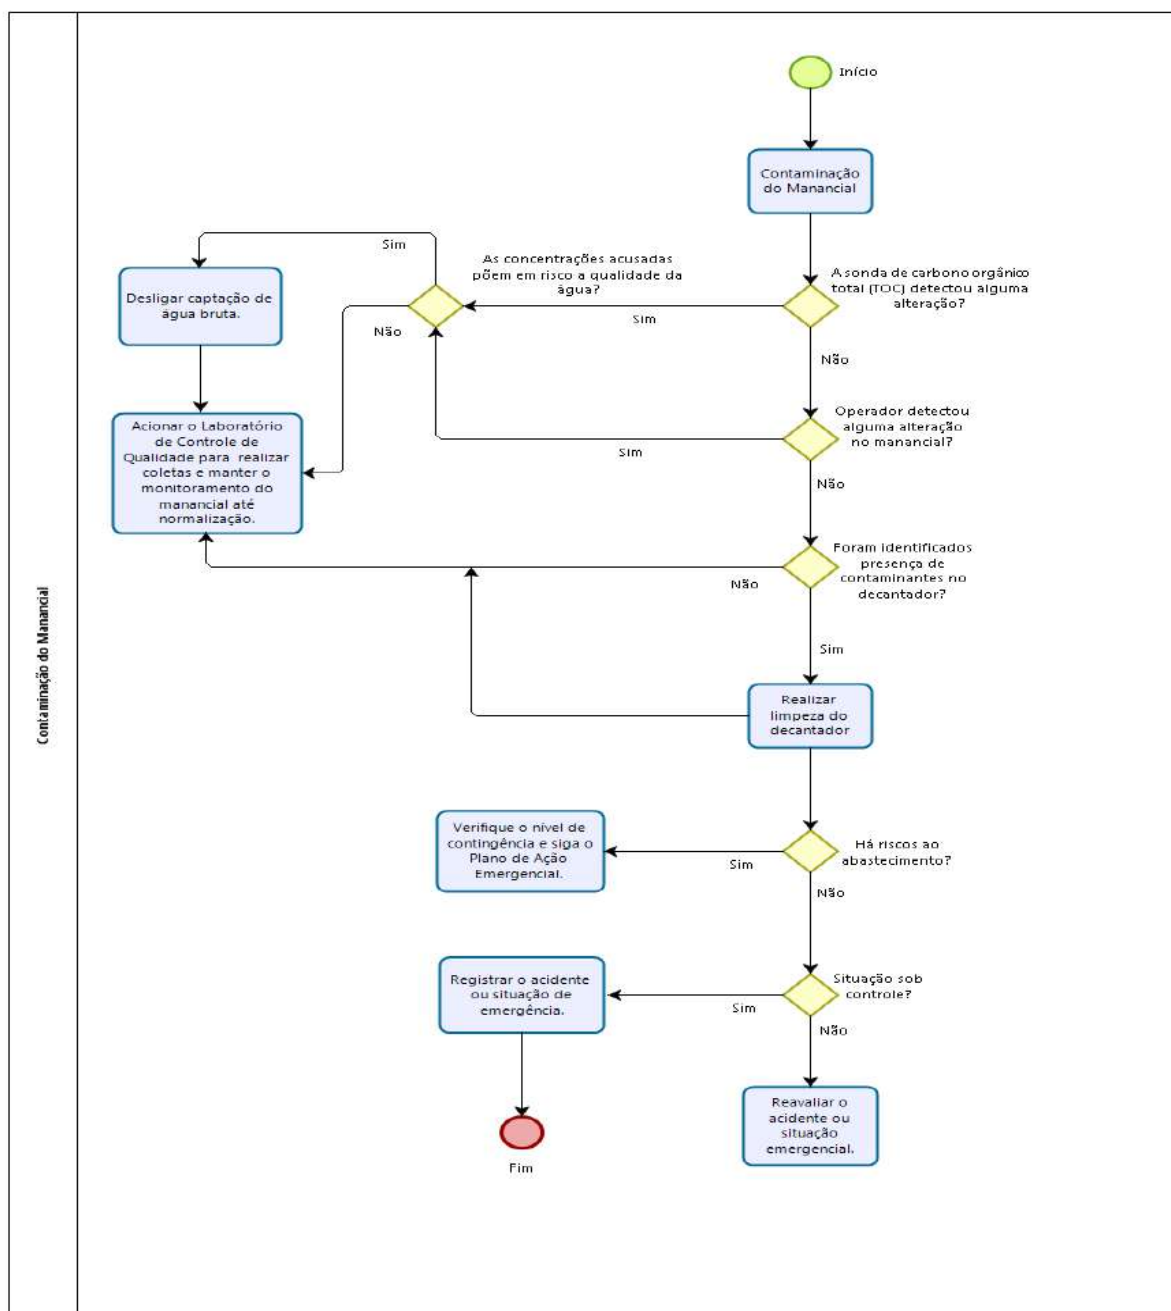 Início
Contaminação
do Manancial
A sonda de carbono orgânico
total (TOC) detectou alguma
alteração?
Sim
Não
As concentrações acusadas
põem em risco a qualidade da
água?
Sim
Não
Desligar captação de
água bruta.
Acionar o Laboratório
de Controle de
Qualidade para realizar
coletas e manter o
monitoramento do
manancial até
normalização.
Operador detectou
alguma alteração
no manancial?
Sim
Não
Foram identificados
presença de
contaminantes no
decantador?
Não
Sim
Realizar
limpeza do
decantador
Contaminação do Manancial
Há riscos ao
abastecimento?
Sim
Não
Verifique o nível de
contingência e siga o
Plano de Ação
Emergencial.
Situação sob
controle?
Sim
Não
Registrar o acidente
ou situação de
emergência.
Reavaliar o
acidente ou
situação
emergencial.
Fim